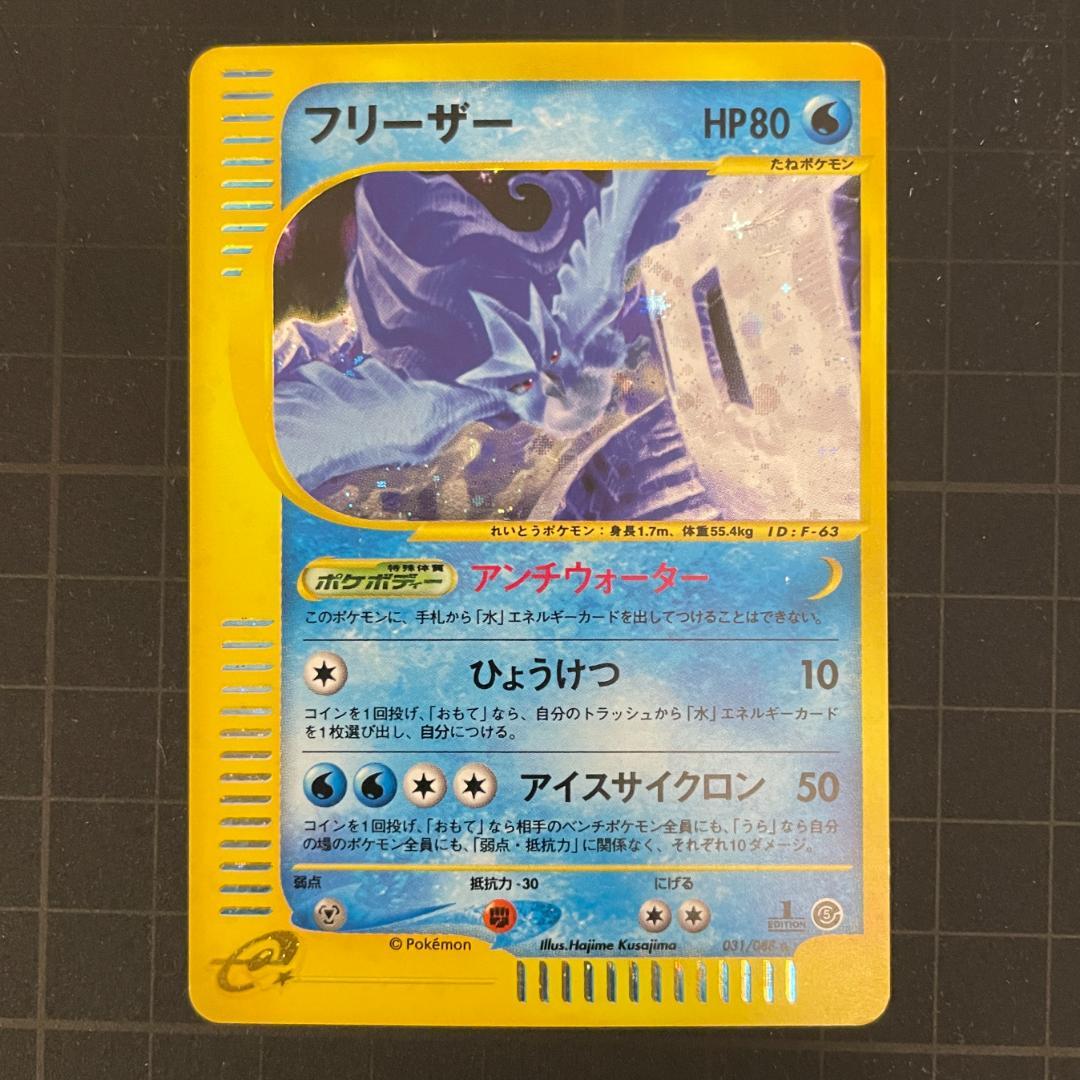 フリーザー HP80
たねポケモン
れいとうポケモン：身長1.7m、体重55.4kg ID:F-63
特殊体質
ポケボディー アンチウォーター
このポケモンに、手札から「水」エネルギーカードを出してつけることはできない。
ひょうけつ 10
コインを1回投げ、「おもて」なら、自分のトラッシュから「水」エネルギーカード
を1枚選び出し、自分につける。
アイスサイクロン 50
コインを1回投げ、「おもて」なら相手のベンチポケモン全員にも、「うら」なら自分
の場のポケモン全員にも、「弱点・抵抗力」に関係なく、それぞれ10ダメージ。
弱点 抵抗力 -30 にげる
1 EDITION 5
© Pokémon Illus.Hajime Kusajima 031/088
e